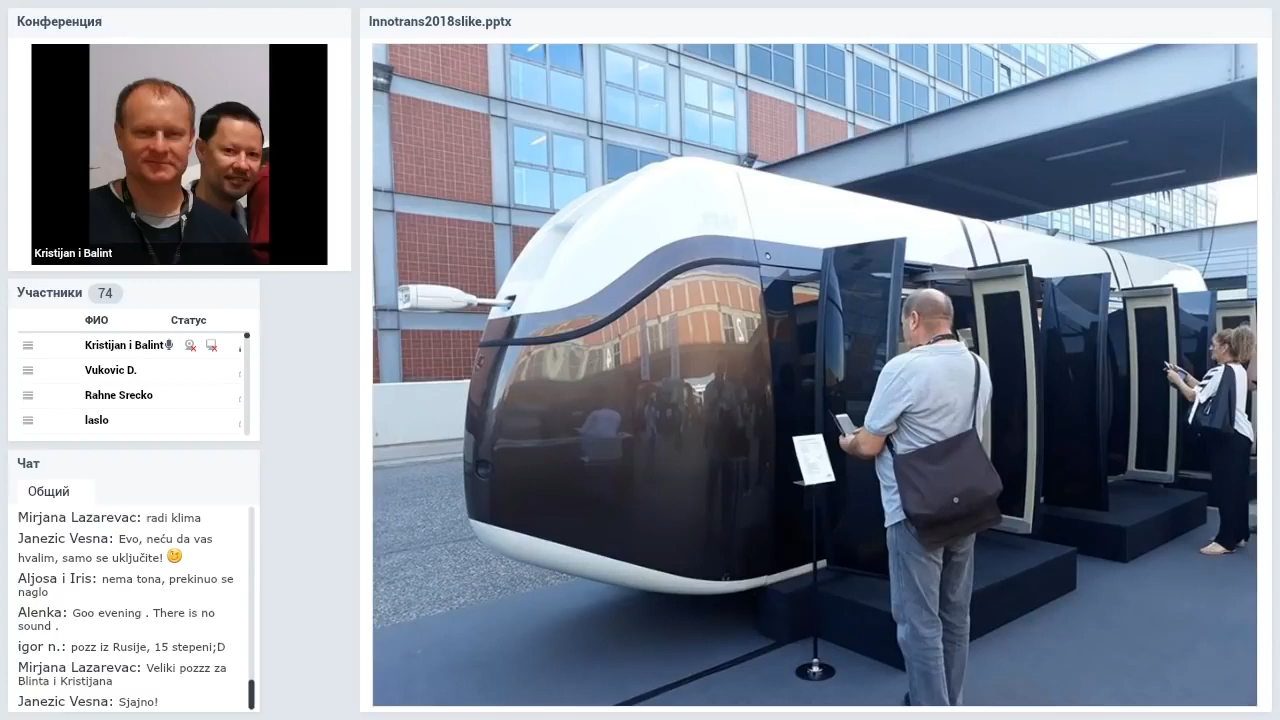 Конференция
Kristijan i Balint
Участники 74
ФИО Статус
Kristijan i Balint
Vukovic D.
Rahne Srecko
laslo
Чат
Общий
Mirjana Lazarevac: radi klima
Janezic Vesna: Evo, neću da vas
hvalim, samo se uključite!
Aljosa i Iris: nema tona, prekinuo se
naglo
Alenka: Goo evening . There is no
sound .
igor n.: pozz iz Rusije, 15 stepeni;D
Mirjana Lazarevac: Veliki pozzz za
Blinta i Kristijana
Janezic Vesna: Sjajno!
Innotrans2018slike.pptx